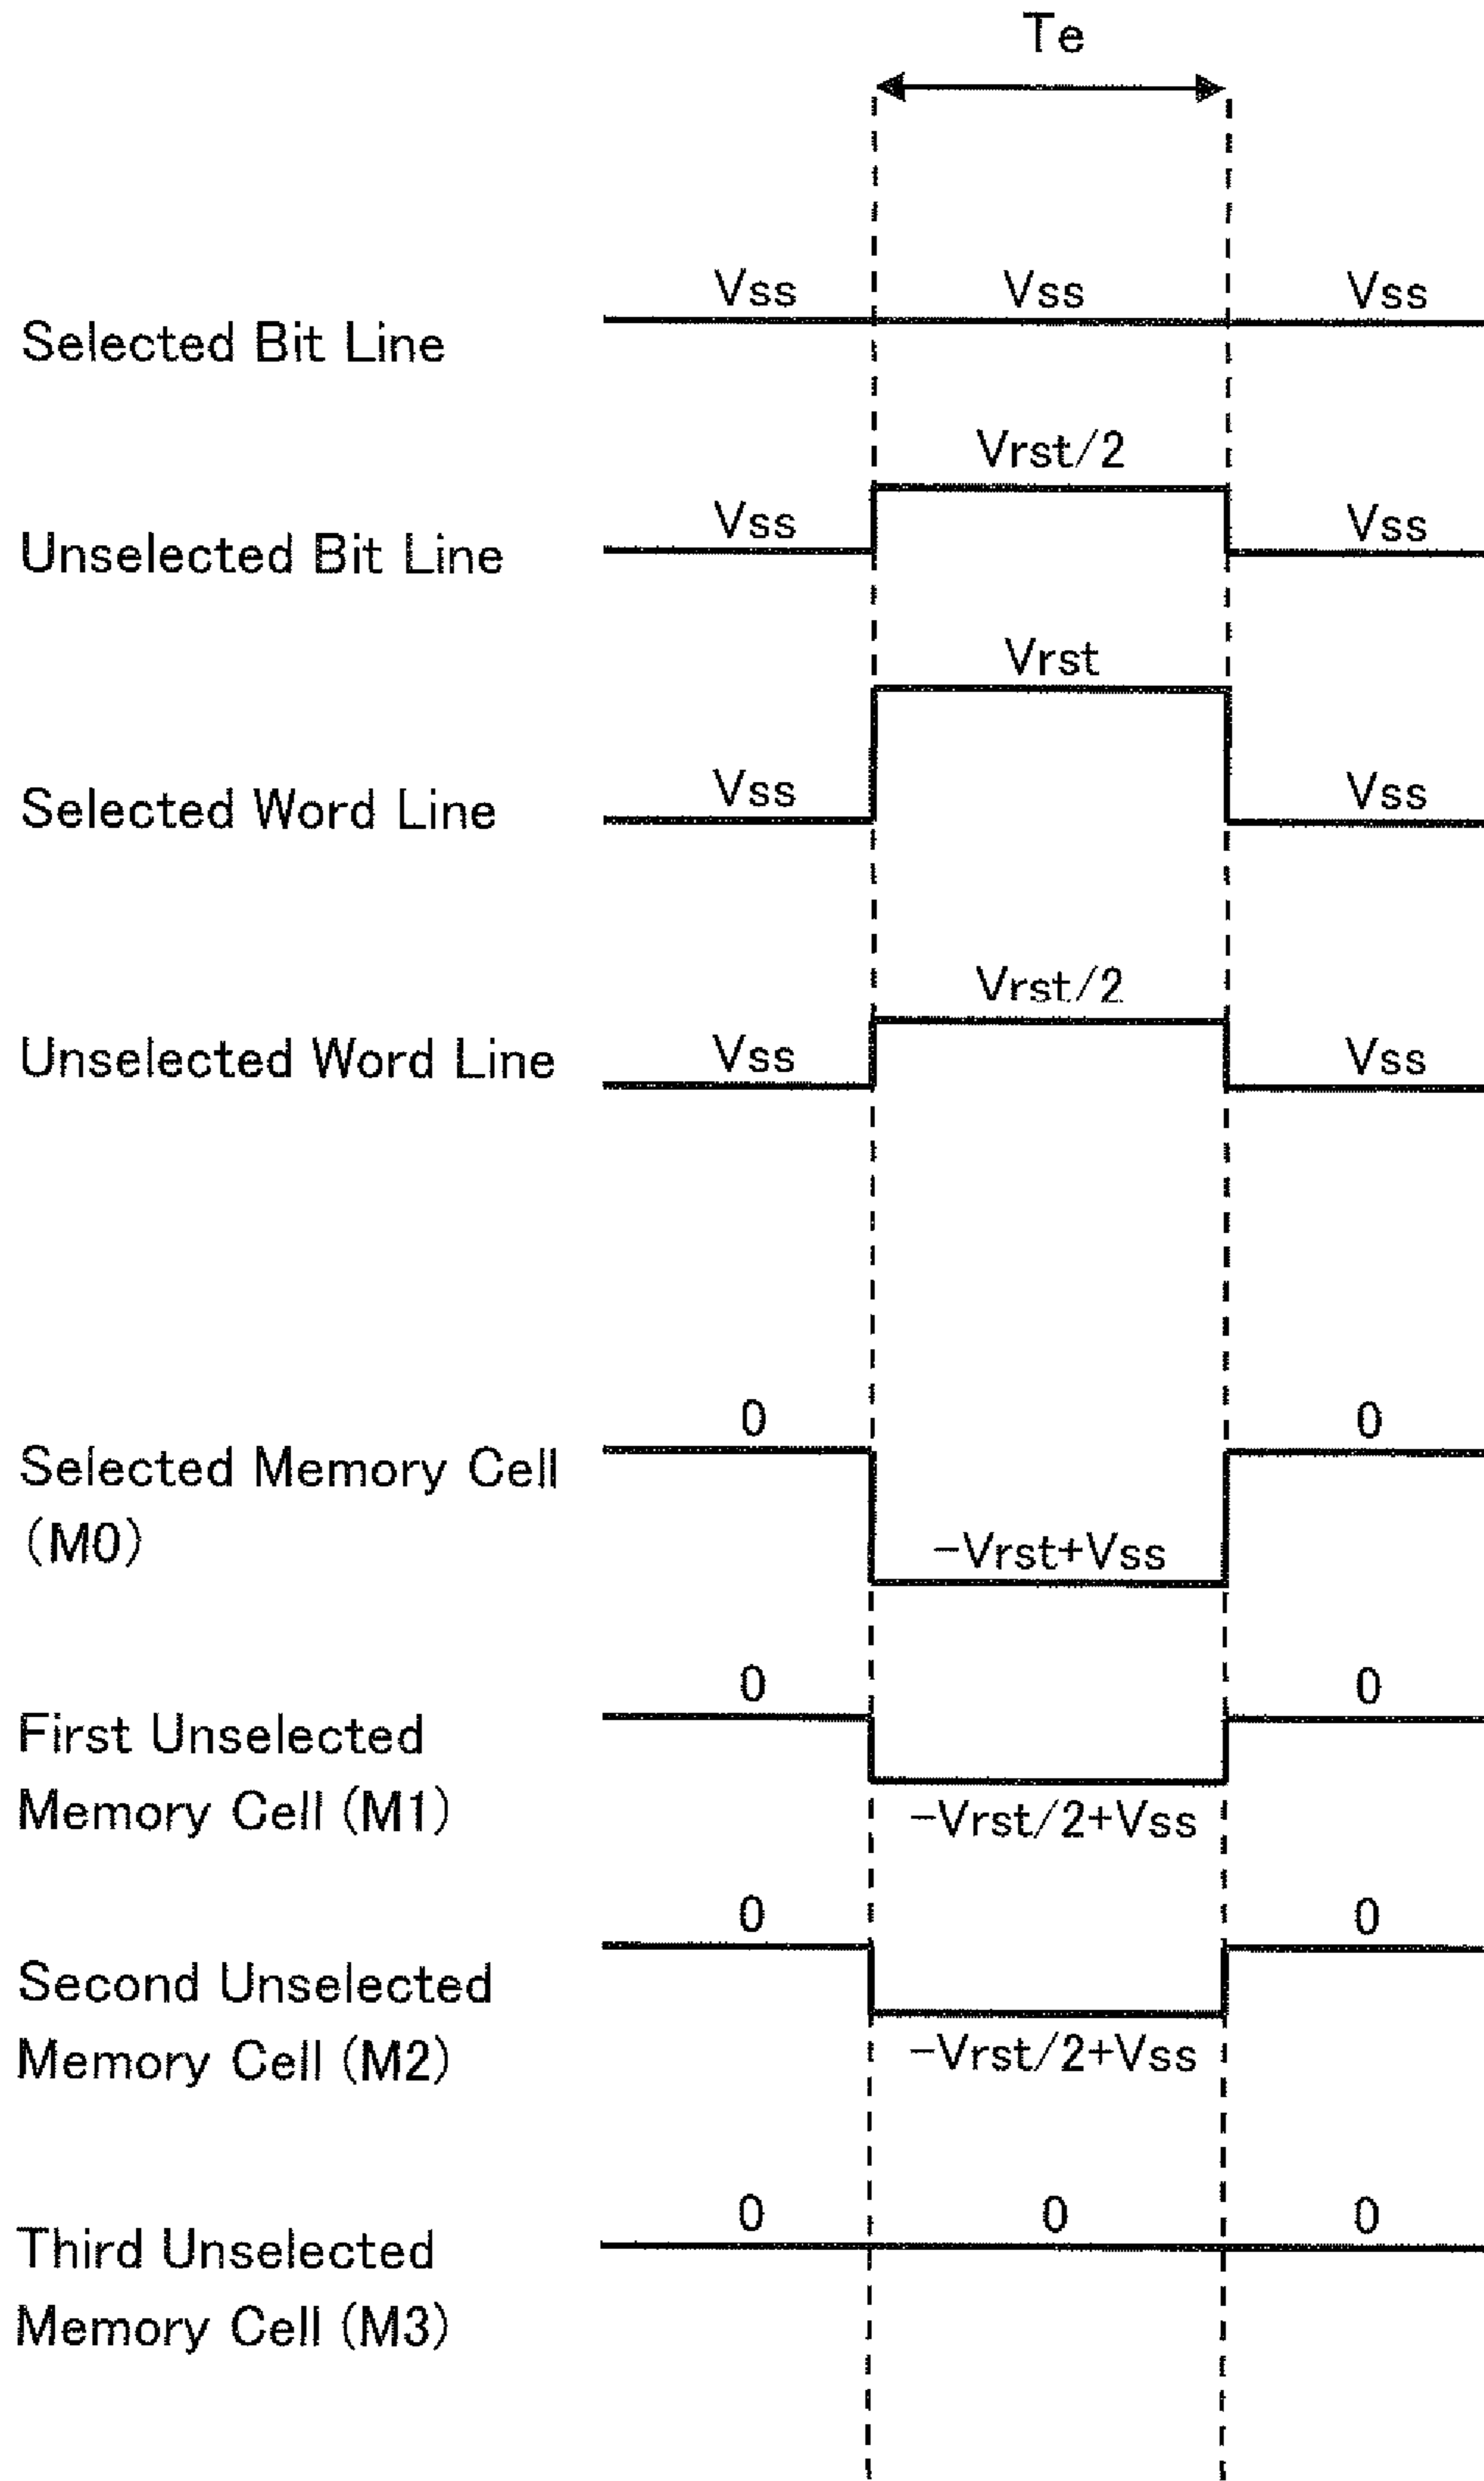 Te
Vss Vss Vss
Selected Bit Line
Vrst/2
Vss Vss
Unselected Bit Line
Vrst
Vss Vss
Selected Word Line
Vrst/2
Vss Vss
Unselected Word Line
0 0
Selected Memory Cell
(M0)
-Vrst+Vss
0 0
First Unselected
Memory Cell (M1)
-Vrst/2+Vss
0 0
Second Unselected
Memory Cell (M2)
-Vrst/2+Vss
0 0 0
Third Unselected
Memory Cell (M3)